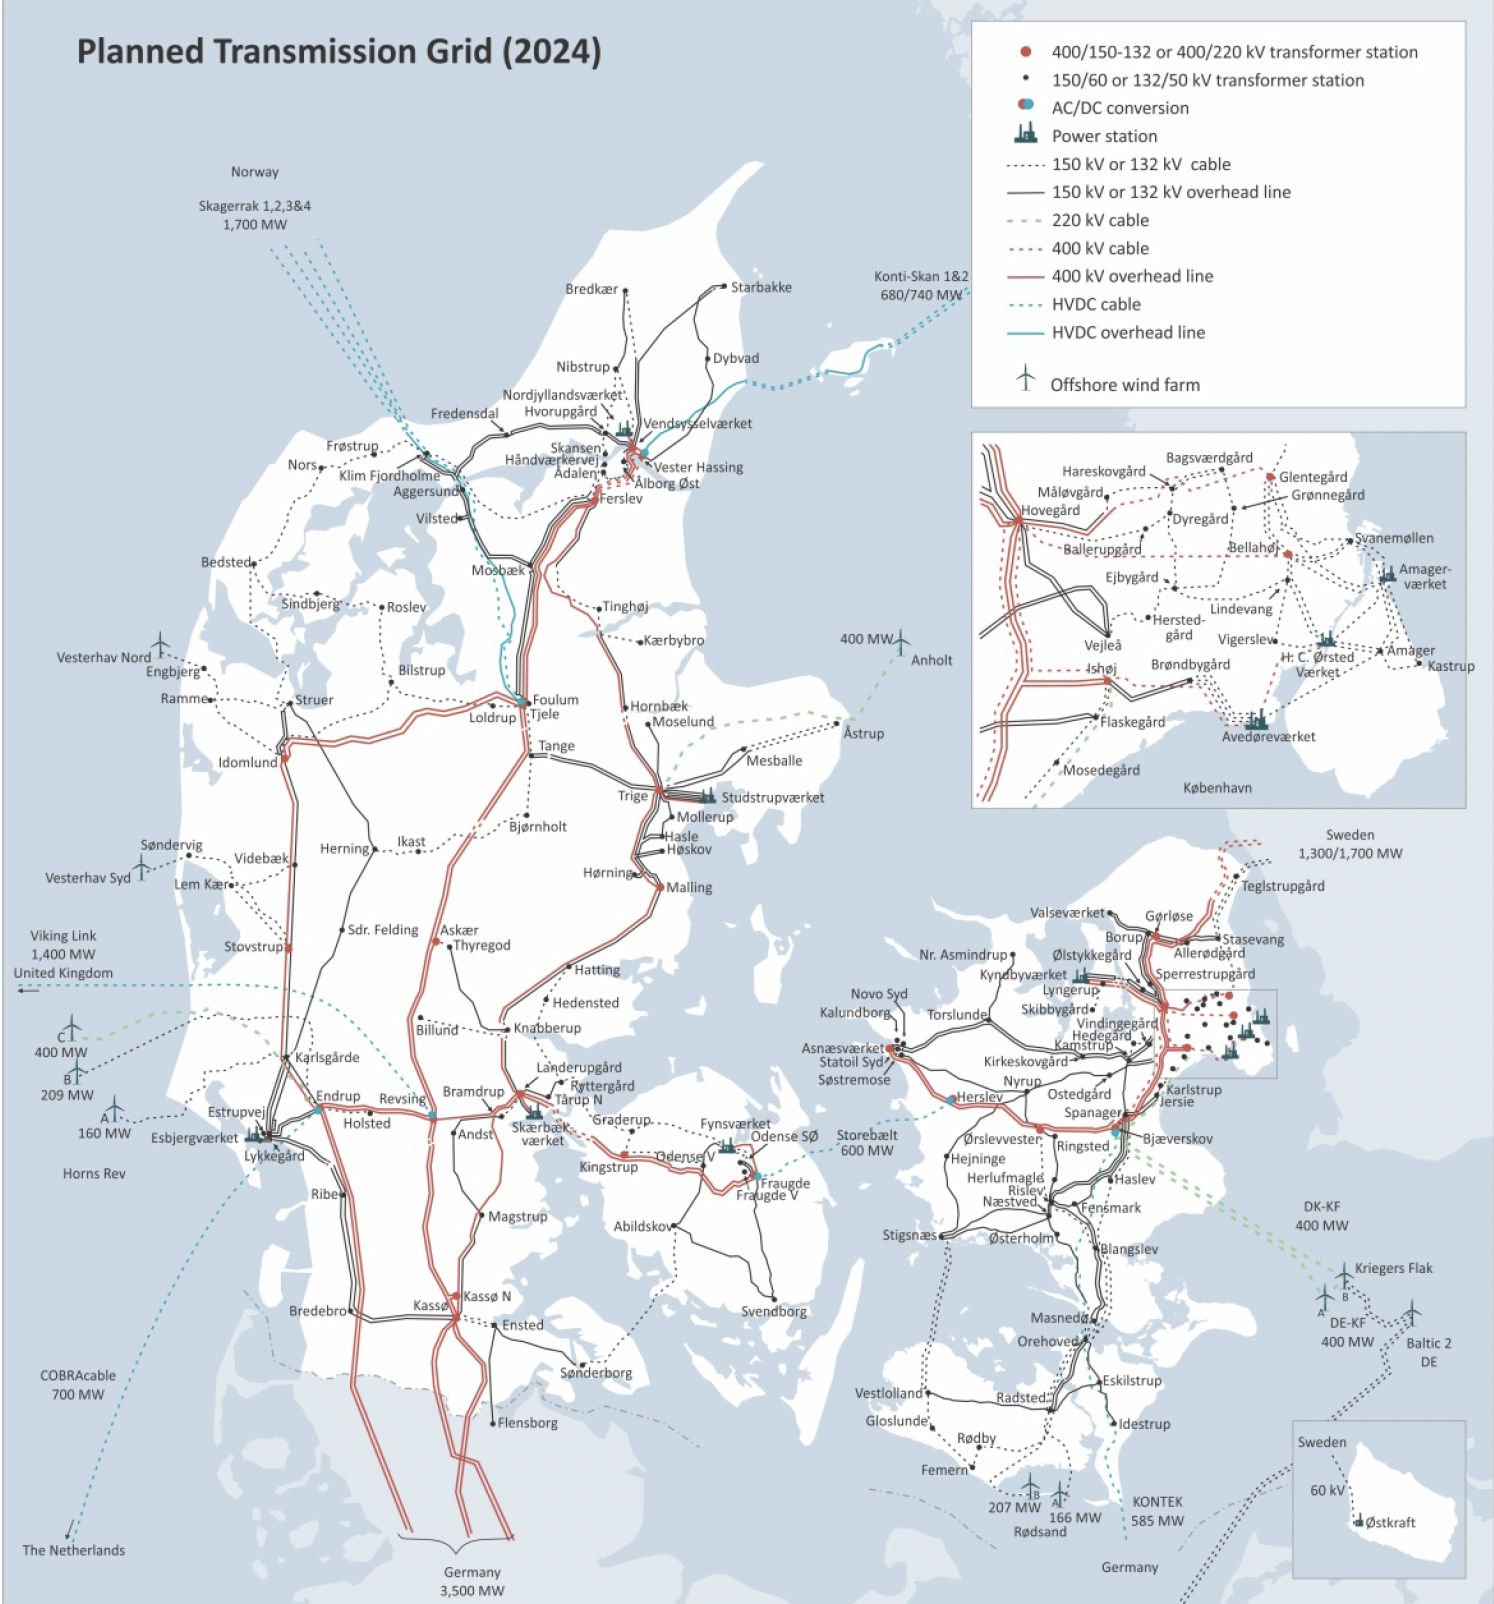 Planned Transmission Grid (2024)
400/150-132 or 400/220 kV transformer station
150/60 or 132/50 kV transformer station
AC/DC conversion
Power station
150 kV or 132 kV cable
150 kV or 132 kV overhead line
220 kV cable
400 kV cable
400 kV overhead line
HVDC cable
HVDC overhead line
Offshore wind farm
Norway
Skagerrak 1,2,3&4
1,700 MW
Konti-Skan 1&2
680/740 MW
Bredkær
Starbakke
Nibstrup
Dybvad
Nordjyllandsværket
Hvorupgård
Fredensdal
Vendsysselværket
Frøstrup
Skansen
Håndværkervej
Ådalen
Vester Hassing
Ålborg Øst
Nors
Klim Fjordholme
Aggersund
Ferslev
Vilsted
Bedsted
Mosbæk
Sindbjerg
Roslev
Tinghøj
Kærbybro
400 MW
Anholt
Vesterhav Nord
Engbjerg
Ramme
Struer
Bilstrup
Loldrup
Foulum
Tjele
Hornbæk
Moselund
Åstrup
Idomlund
Tange
Mesballe
Trige
Studstrupværket
Mollerup
Bjørnholt
Hasle
Høskov
Søndervig
Videbæk
Herning
Ikast
Vesterhav Syd
Lem Kær
Hørning
Malling
Viking Link
1,400 MW
United Kingdom
Stovstrup
Sdr. Felding
Askær
Thyregod
Hatting
Hedensted
Billund
Knabberup
C
400 MW
B
209 MW
A
160 MW
Horns Rev
Karlsgårde
Estrupvej
Esbjergværket
Lykkegård
Endrup
Holsted
Revsing
Bramdrup
Andst
Landerupgård
Ryttergård
Tårup N
Skærbæk-
værket
Graderup
Kingstrup
Fynsværket
Odense SØ
Odense V
Fraugde
Fraugde V
Storebælt
600 MW
Ribe
Magstrup
Abildskov
Svendborg
Bredebro
Kassø
Kassø N
Ensted
Sønderborg
Flensborg
COBRAcable
700 MW
The Netherlands
Germany
3,500 MW
Bagsværdgård
Hareskovgård
Måløvgård
Hovegård
Glentegård
Grønnegård
Dyregård
Ballerupgård
Bellahøj
Svanemøllen
Amager-
værket
Ejbygård
Lindevang
Hersted-
gård
Vigerslev
Vejleå
Ishøj
Brøndbygård
H. C. Ørsted
Værket
Amager
Kastrup
Flaskegård
Avedøreværket
Mosedegård
København
Sweden
1,300/1,700 MW
Teglstrupgård
Valseværket
Gørløse
Borup
Stasevang
Allerødgård
Nr. Asmindrup
Ølstykkegård
Kyndbyværket
Sperrestrupgård
Lyngerup
Novo Syd
Kalundborg
Torslunde
Skibbygård
Vindingegård
Hedegård
Kamstrup
Asnæsværket
Statoil Syd
Søstremose
Kirkeskovgård
Nyrup
Ostedgård
Karlstrup
Jersie
Herslev
Spanager
Ørslevvester
Ringsted
Bjæverskov
Hejninge
Herlufmagle
Rislev
Haslev
Næstved
Fensmark
Stigsnæs
Østerholm
Blangslev
DK-KF
400 MW
Kriegers Flak
B
A
DE-KF
400 MW
Baltic 2
DE
Masnedø
Orehoved
Vestlolland
Radsted
Eskilstrup
Gloslunde
Idestrup
Rødby
Femern
B
A
207 MW
166 MW
Rødsand
KONTEK
585 MW
Germany
Sweden
60 kV
Østkraft